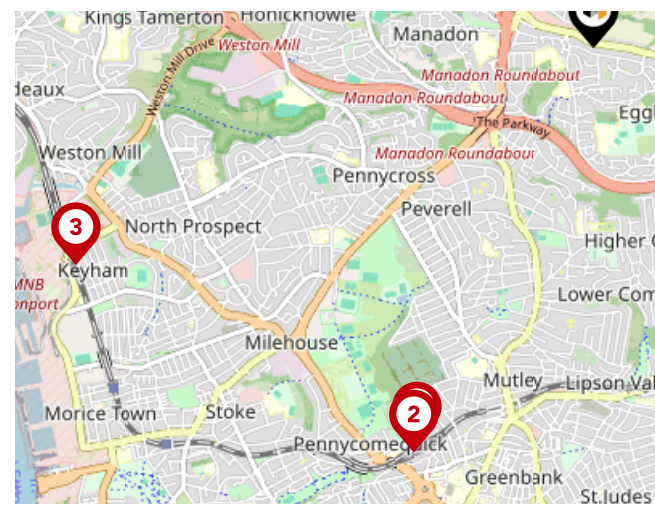 Kings Tamerton
Honicknowle
Manadon
Weston Mill
Weston Mill Drive
Manadon Roundabout
deaux
Manadon Roundabout
Eggl
The Parkway
Weston Mill
Manadon Roundabout
Pennycross
Peverell
3
North Prospect
Higher C
Keyham
MNB
onport
Lower Com
Milehouse
Mutley
Lipson Val
Morice Town
Stoke
2
Pennycomequick
Greenbank
St.Judes